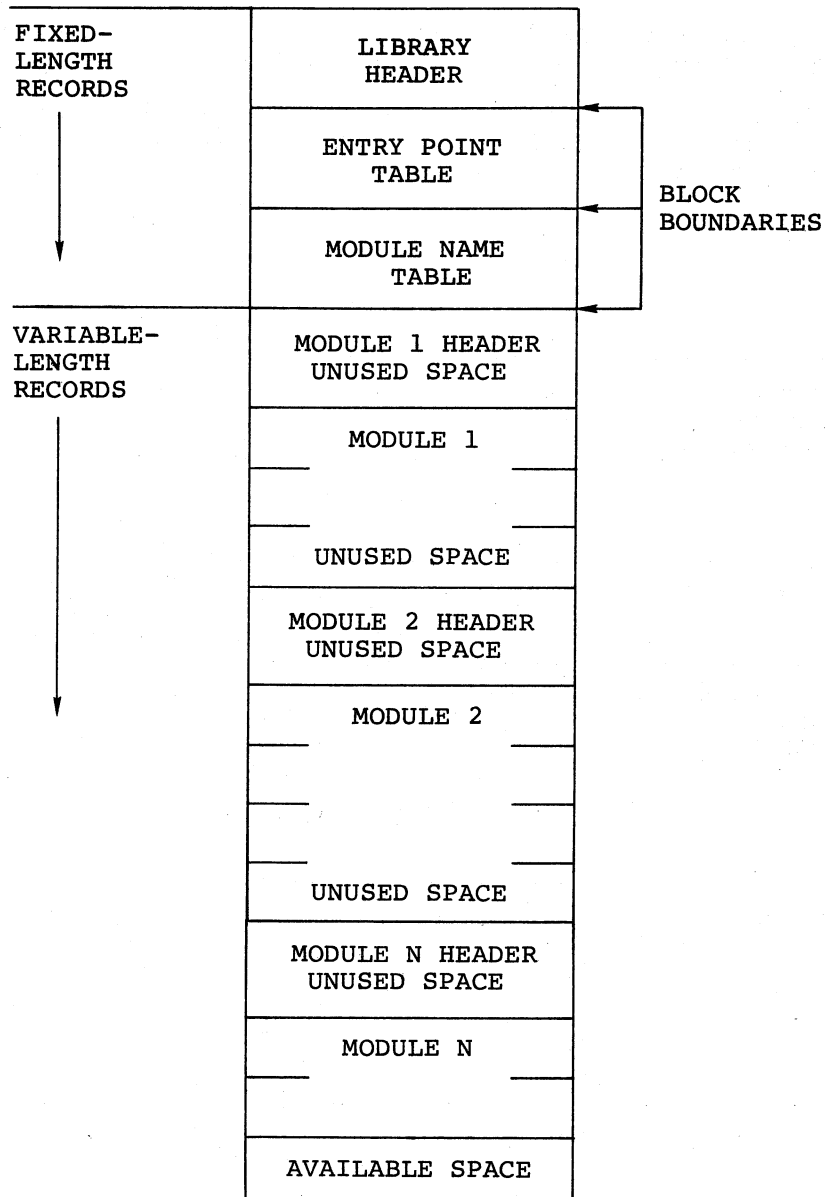 FIXED-
LENGTH
RECORDS
LIBRARY
HEADER
ENTRY POINT
TABLE
BLOCK
BOUNDARIES
MODULE NAME
TABLE
VARIABLE-
LENGTH
RECORDS
MODULE 1 HEADER
UNUSED SPACE
MODULE 1
UNUSED SPACE
MODULE 2 HEADER
UNUSED SPACE
MODULE 2
UNUSED SPACE
MODULE N HEADER
UNUSED SPACE
MODULE N
AVAILABLE SPACE